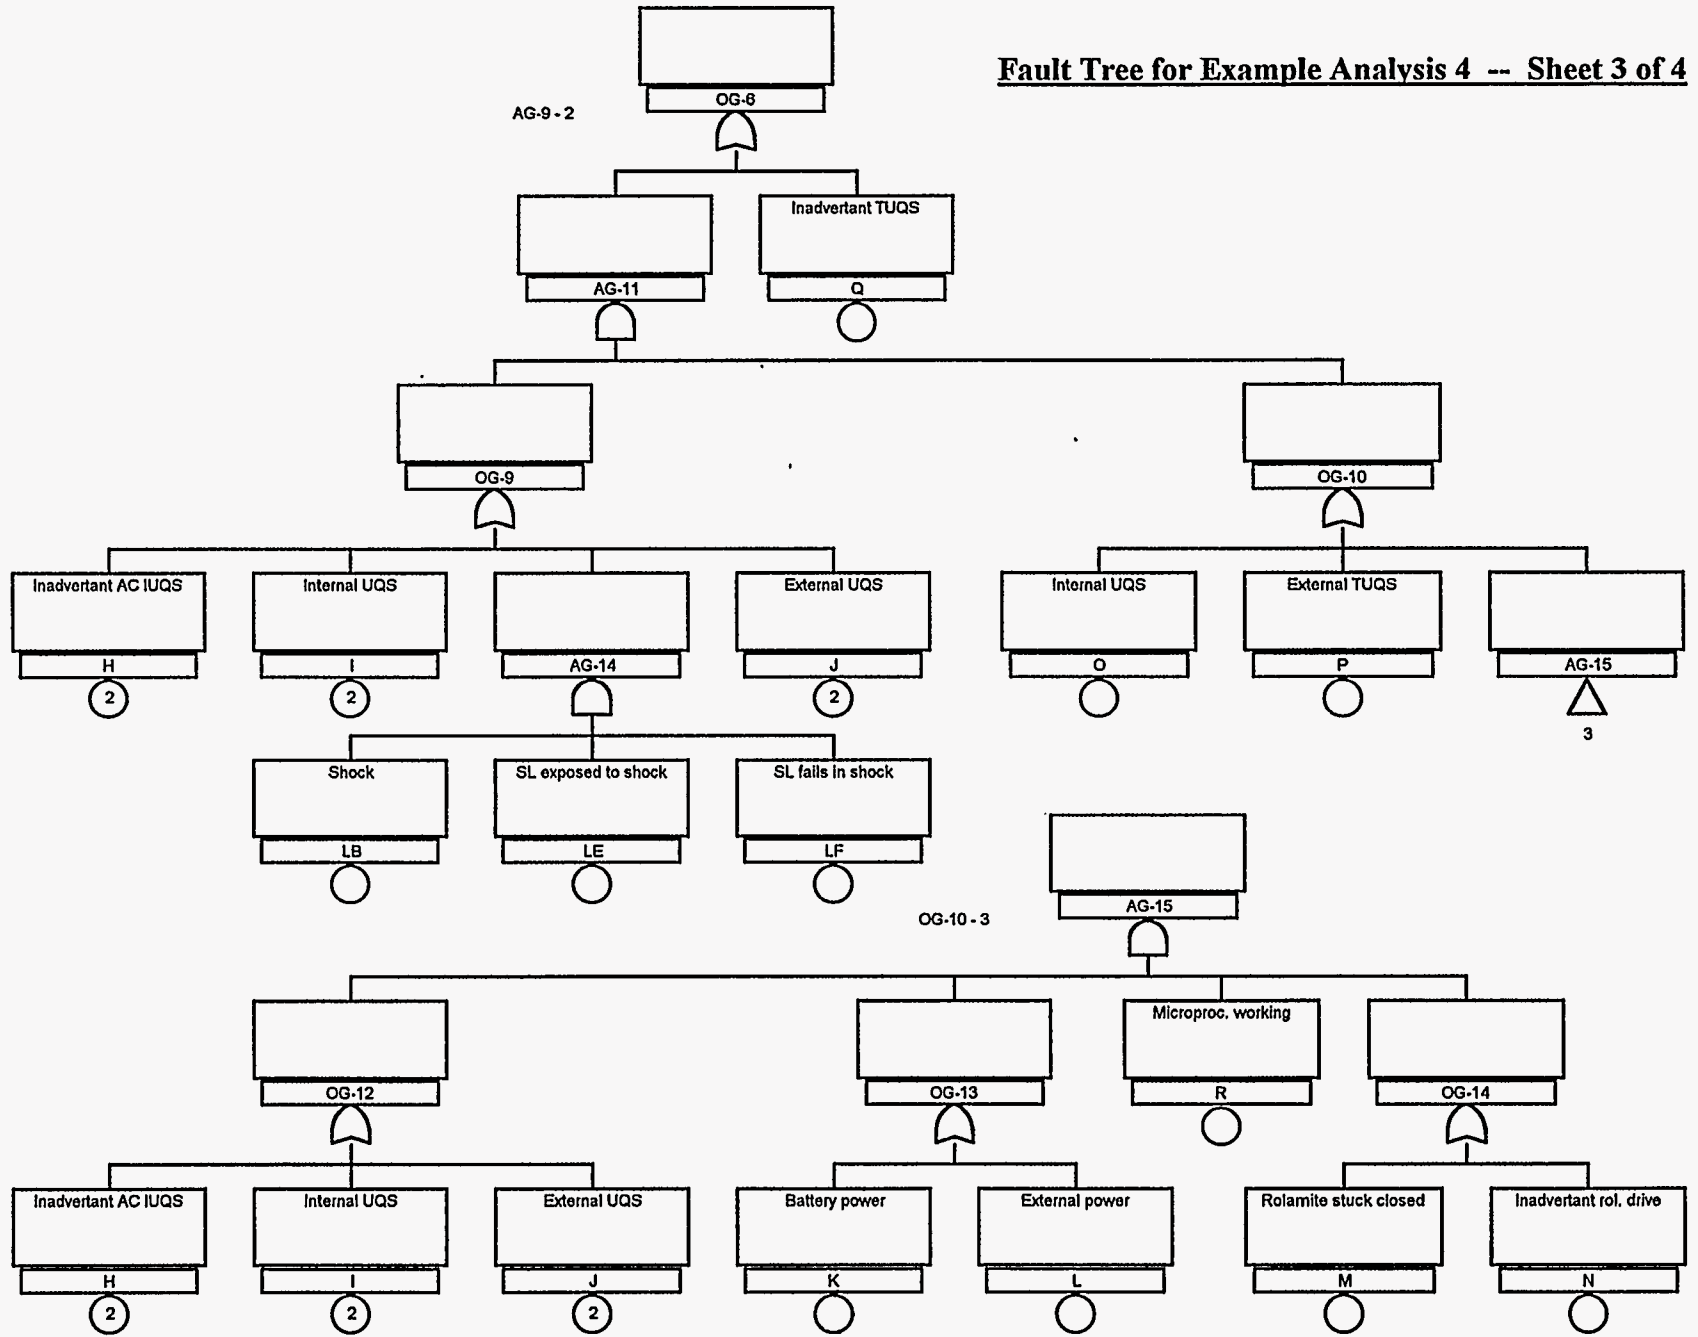 Fault Tree for Example Analysis 4 -- Sheet 3 of 4
OG-6
AG-9 - 2
Inadvertant TUQS
AG-11
Q
OG-9
OG-10
Inadvertant AC IUQS
Internal UQS
External UQS
Internal UQS
External TUQS
H
I
AG-14
J
O
P
AG-15
2
2
2
3
Shock
SL exposed to shock
SL fails in shock
LB
LE
LF
AG-15
OG-10 - 3
Microproc. working
OG-12
OG-13
R
OG-14
Inadvertant AC IUQS
Internal UQS
External UQS
Battery power
External power
Rolamite stuck closed
Inadvertant rol. drive
H
I
J
K
L
M
N
2
2
2